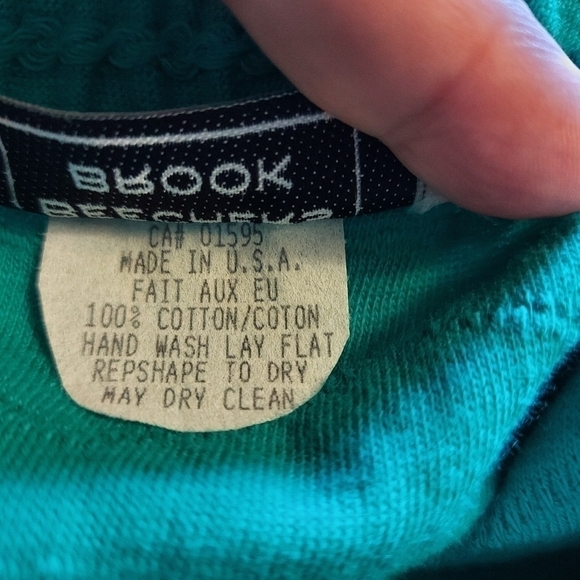 BROOK
BEECHERS
CA# 01595
MADE IN U.S.A.
FAIT AUX EU
100% COTTON/COTON
HAND WASH LAY FLAT
REPSHAPE TO DRY
MAY DRY CLEAN